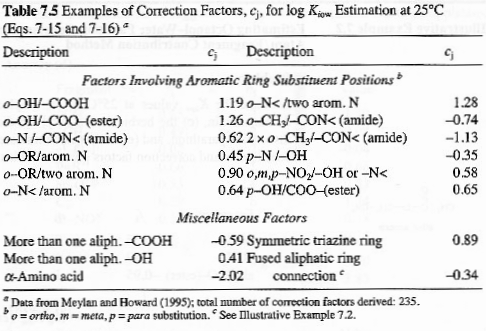 Table 7.5 Examples of Correction Factors, cj, for log Kiow Estimation at 25°C
(Eqs. 7-15 and 7-16) a
Description cj Description cj
Factors Involving Aromatic Ring Substituent Positions b
o–OH/–COOH 1.19 o–N< /two arom. N 1.28
o–OH/–COO–(ester) 1.26 o–CH3/–CON< (amide) –0.74
o–N /–CON< (amide) 0.62 2 x o –CH3/–CON< (amide) –1.13
o–OR/arom. N 0.45 p–N /–OH –0.35
o–OR/two arom. N 0.90 o,m,p–NO2/–OH or –N< 0.58
o–N< /arom. N 0.64 p–OH/COO–(ester) 0.65
Miscellaneous Factors
More than one aliph. –COOH –0.59 Symmetric triazine ring 0.89
More than one aliph. –OH 0.41 Fused aliphatic ring
α-Amino acid –2.02 connection c –0.34
a Data from Meylan and Howard (1995); total number of correction factors derived: 235.
b o = ortho, m = meta, p = para substitution. c See Illustrative Example 7.2.